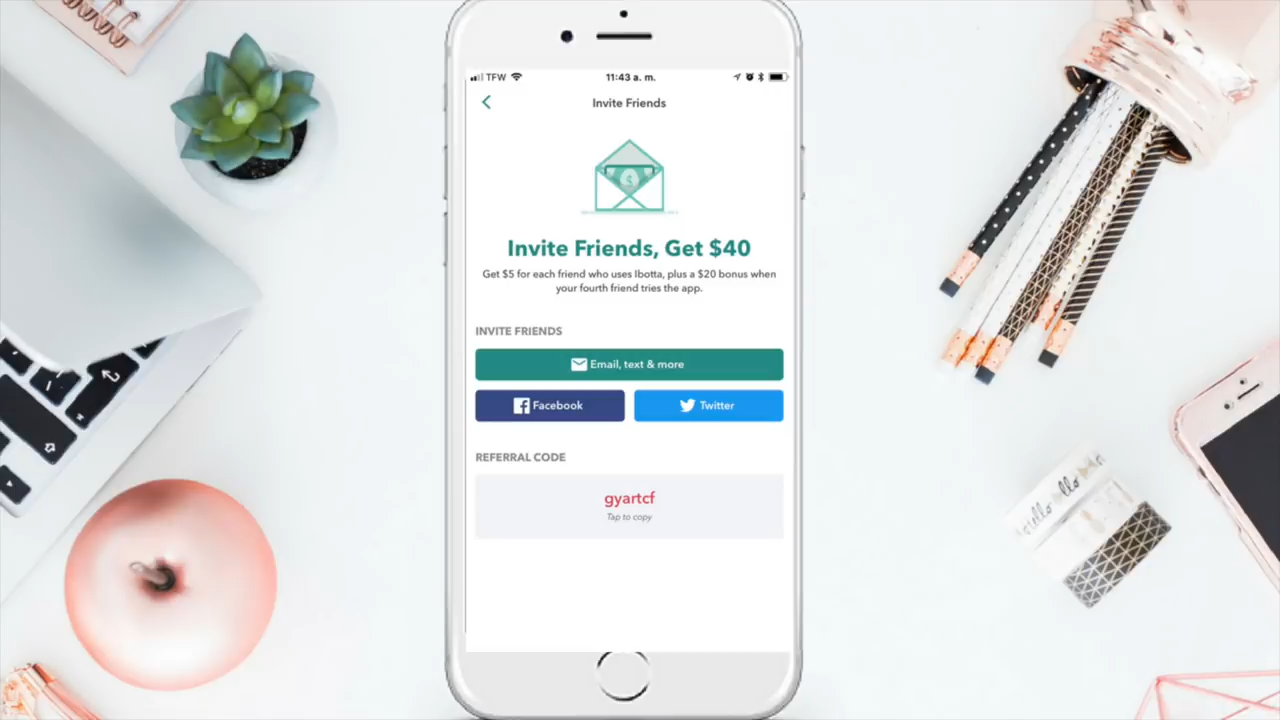 TFW
11:43 a. m.
Invite Friends
Invite Friends, Get $40
Get $5 for each friend who uses Ibotta, plus a $20 bonus when
your fourth friend tries the app.
INVITE FRIENDS
Email, text & more
Facebook
Twitter
REFERRAL CODE
gyartcf
Tap to copy